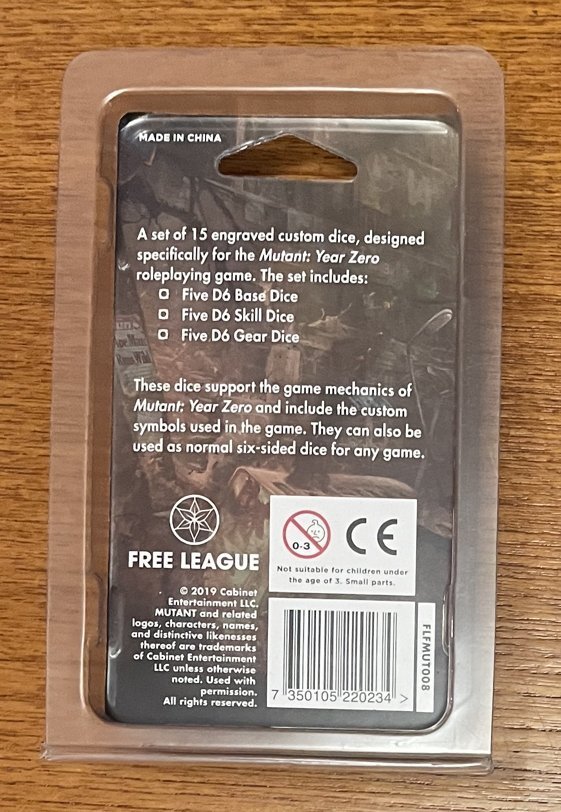 MADE IN CHINA
A set of 15 engraved custom dice, designed
specifically for the Mutant: Year Zero
roleplaying game. The set includes:
Five D6 Base Dice
Five D6 Skill Dice
Five D6 Gear Dice
These dice support the game mechanics of
Mutant: Year Zero and include the custom
symbols used in the game. They can also be
used as normal six-sided dice for any game.
FREE LEAGUE
© 2019 Cabinet
Entertainment LLC.
MUTANT and related
logos, characters, names,
and distinctive likenesses
thereof are trademarks
of Cabinet Entertainment
LLC unless otherwise
noted. Used with
permission.
All rights reserved.
0-3
CE
Not suitable for children under
the age of 3. Small parts.
7 350105 220234 >
FLFMUT008